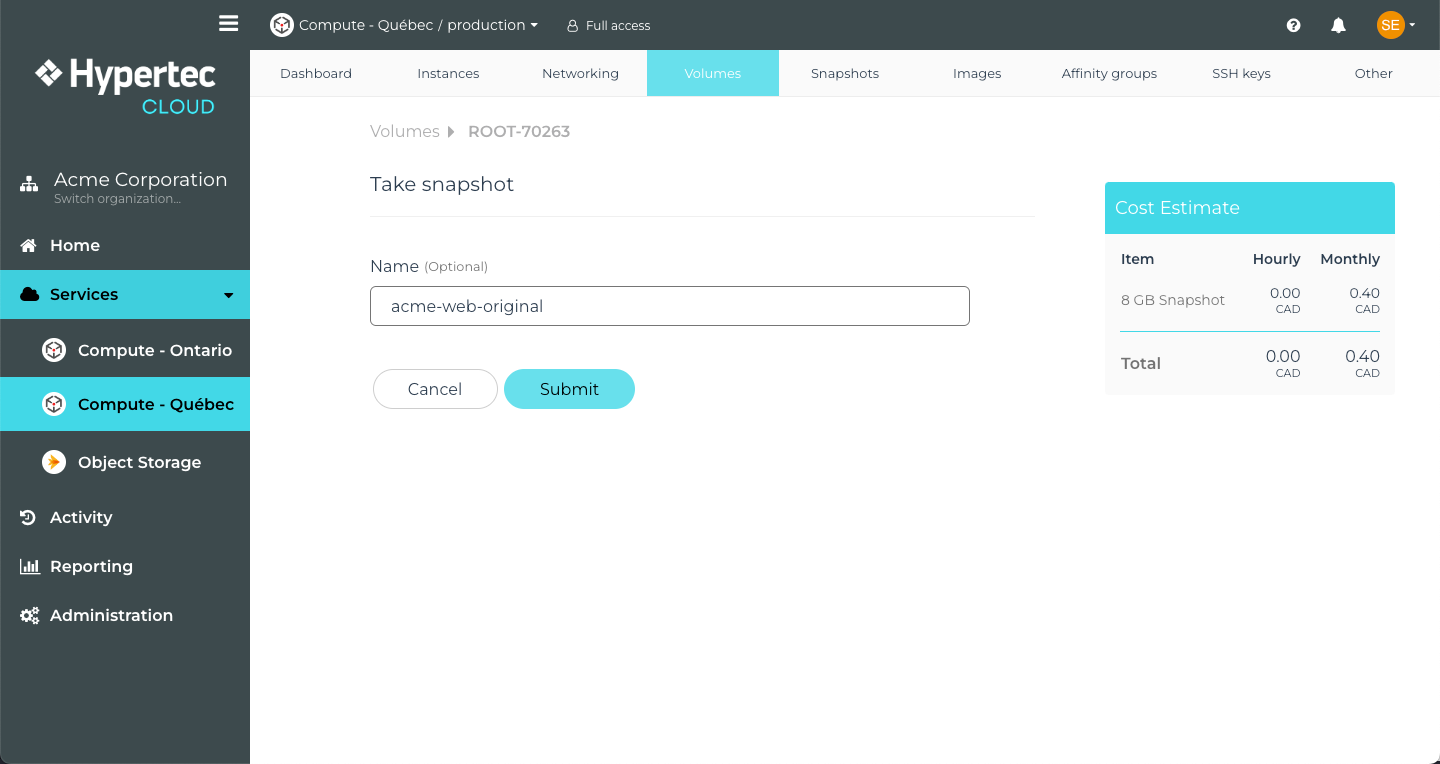 Compute - Québec / production
Full access
SE
Hypertec
CLOUD
Acme Corporation
Switch organization...
Home
Services
Compute - Ontario
Compute - Québec
Object Storage
Activity
Reporting
Administration
Dashboard Instances Networking Volumes Snapshots Images Affinity groups SSH keys Other
Volumes ROOT-70263
Take snapshot
Name (Optional)
acme-web-original
Cancel Submit
Cost Estimate
Item Hourly Monthly
8 GB Snapshot 0.00 CAD 0.40 CAD
Total 0.00 CAD 0.40 CAD